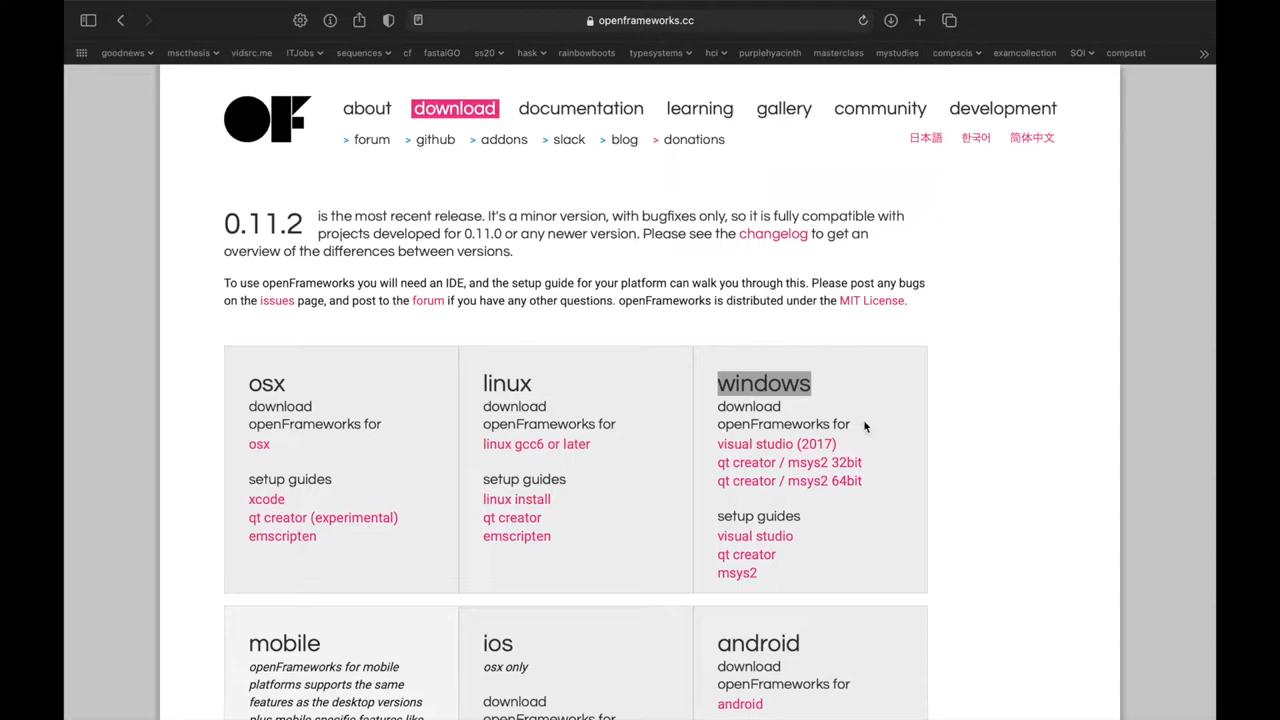 openframeworks.cc
goodnews mscthesis vidsrc.me ITJobs sequences cf fastaiGO ss20 hask rainbowboots typesystems hci purplehyacinth masterclass mystudies compscis examcollection SOI compstat
OF about download documentation learning gallery community development
> forum > github > addons > slack > blog > donations 日本語 한국어 简体中文
0.11.2 is the most recent release. It's a minor version, with bugfixes only, so it is fully compatible with
projects developed for 0.11.0 or any newer version. Please see the changelog to get an
overview of the differences between versions.
To use openFrameworks you will need an IDE, and the setup guide for your platform can walk you through this. Please post any bugs
on the issues page, and post to the forum if you have any other questions. openFrameworks is distributed under the MIT License.
osx
download
openFrameworks for
osx
setup guides
xcode
qt creator (experimental)
emscripten
linux
download
openFrameworks for
linux gcc6 or later
setup guides
linux install
qt creator
emscripten
windows
download
openFrameworks for
visual studio (2017)
qt creator / msys2 32bit
qt creator / msys2 64bit
setup guides
visual studio
qt creator
msys2
mobile
openFrameworks for mobile
platforms supports the same
features as the desktop versions
plus mobile specific features like
ios
osx only
download
openFrameworks for
android
download
openFrameworks for
android